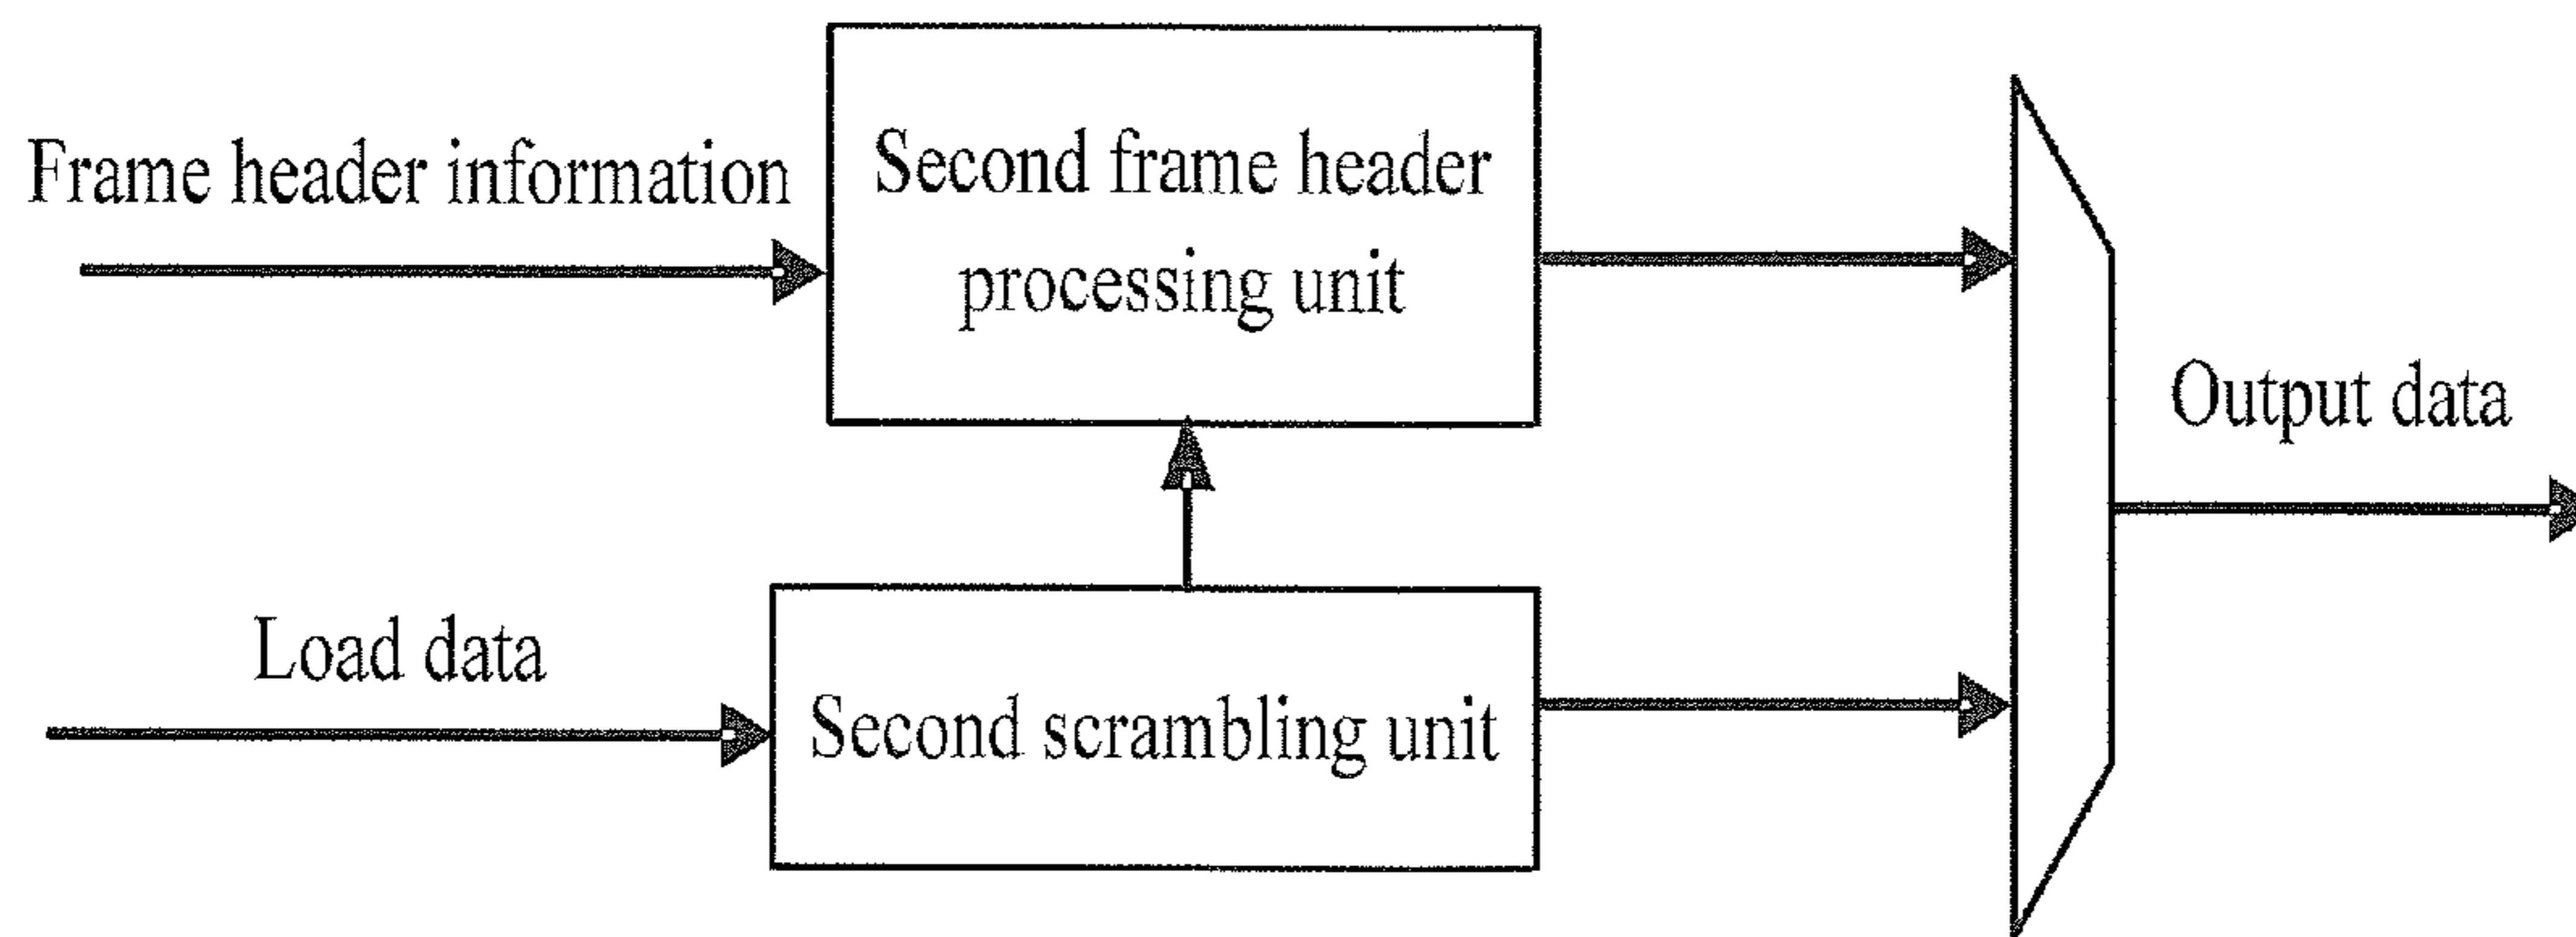 Frame header information
Second frame header
processing unit
Output data
Load data
Second scrambling unit